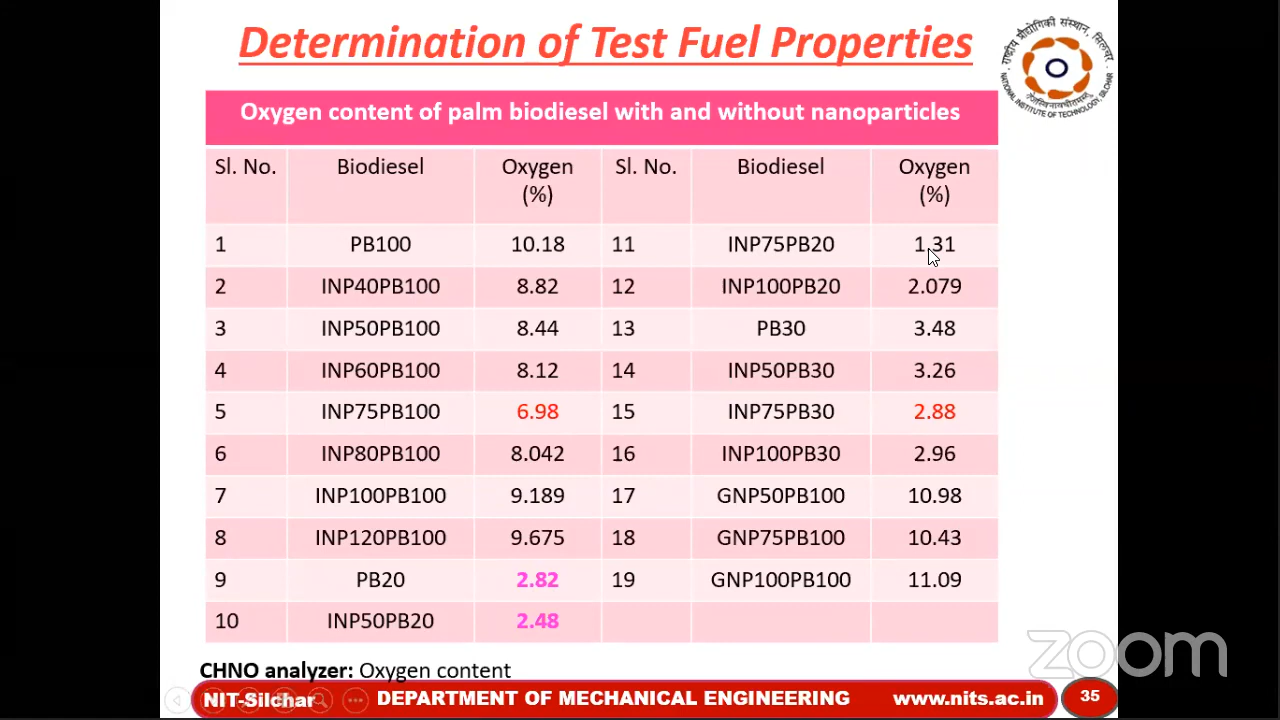 Determination of Test Fuel Properties
राष्ट्रीय प्रौद्योगिकी संस्थान, सिलचर
NATIONAL INSTITUTE OF TECHNOLOGY, SILCHAR
Oxygen content of palm biodiesel with and without nanoparticles
Sl. No. Biodiesel Oxygen (%) Sl. No. Biodiesel Oxygen (%)
1 PB100 10.18 11 INP75PB20 1.31
2 INP40PB100 8.82 12 INP100PB20 2.079
3 INP50PB100 8.44 13 PB30 3.48
4 INP60PB100 8.12 14 INP50PB30 3.26
5 INP75PB100 6.98 15 INP75PB30 2.88
6 INP80PB100 8.042 16 INP100PB30 2.96
7 INP100PB100 9.189 17 GNP50PB100 10.98
8 INP120PB100 9.675 18 GNP75PB100 10.43
9 PB20 2.82 19 GNP100PB100 11.09
10 INP50PB20 2.48
zoom
CHNO analyzer: Oxygen content
NIT-Silchar DEPARTMENT OF MECHANICAL ENGINEERING www.nits.ac.in 35